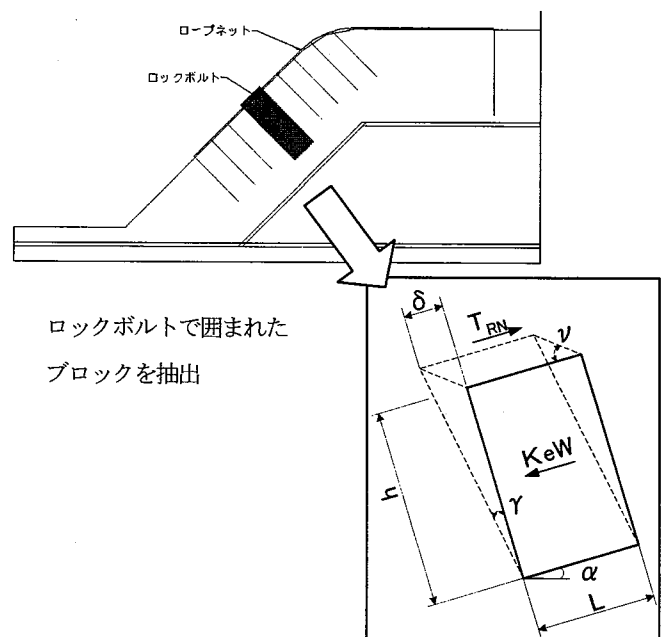 ロープネット
ロックボルト
ロックボルトで囲まれた
ブロックを抽出
δ
T_RN
ν
KeW
h
γ
α
L